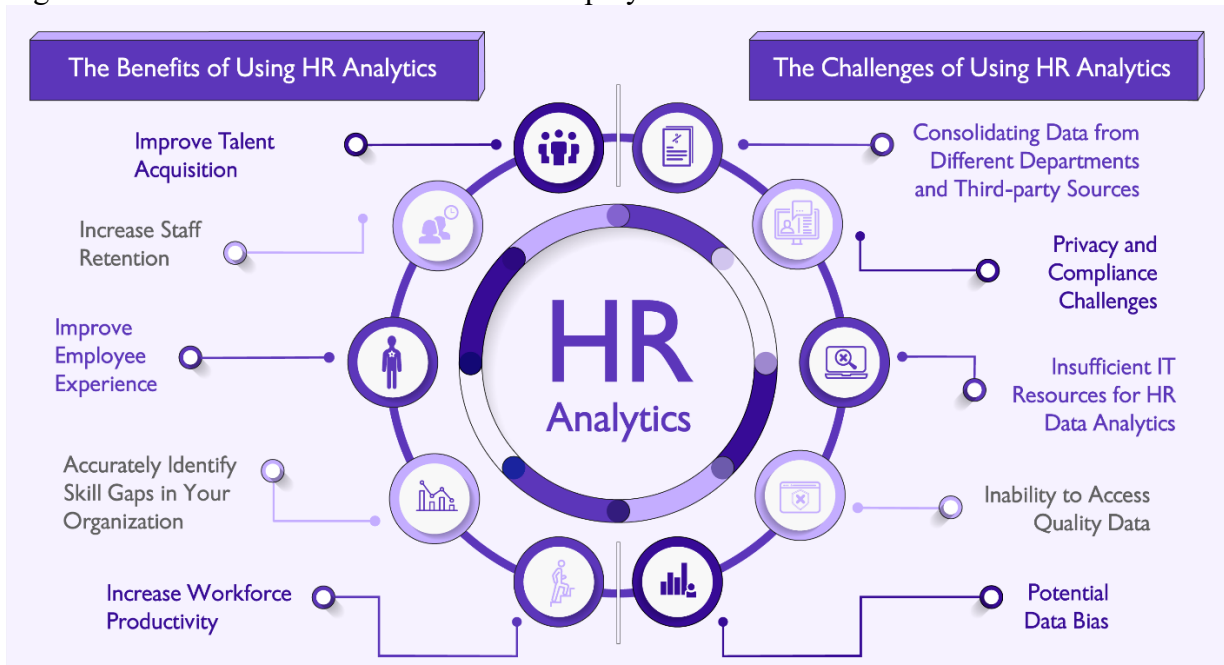 The Benefits of Using HR Analytics
Improve Talent
Acquisition
Increase Staff
Retention
Improve
Employee
Experience
Accurately Identify
Skill Gaps in Your
Organization
Increase Workforce
Productivity
HR
Analytics
The Challenges of Using HR Analytics
Consolidating Data from
Different Departments
and Third-party Sources
Privacy and
Compliance
Challenges
Insufficient IT
Resources for HR
Data Analytics
Inability to Access
Quality Data
Potential
Data Bias